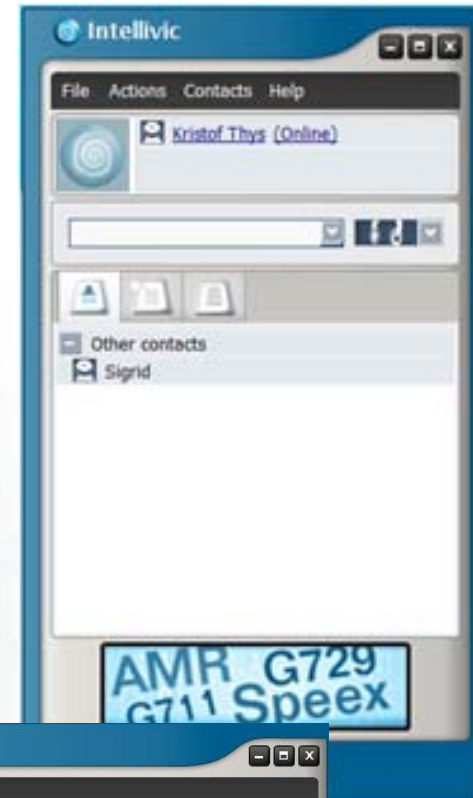 Intellivic
File Actions Contacts Help
Kristof Thys (Online)
Other contacts
Sigrid
AMR G729
G711 Speex